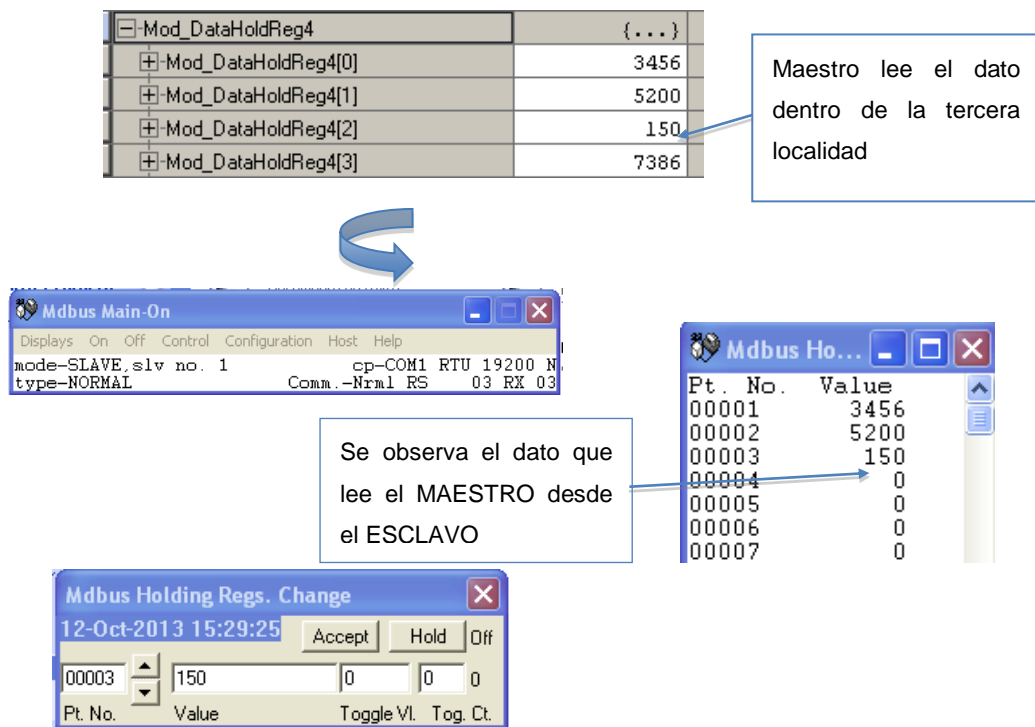 Mod_DataHoldReg4 {...}
Mod_DataHoldReg4[0] 3456
Mod_DataHoldReg4[1] 5200
Mod_DataHoldReg4[2] 150
Mod_DataHoldReg4[3] 7386
Maestro lee el dato
dentro de la tercera
localidad
Mdbus Main-On
Displays On Off Control Configuration Host Help
mode-SLAVE,slv no. 1 cp-COM1 RTU 19200 N
type-NORMAL Comm.-Nrml RS 03 RX 03
Mdbus Ho...
Pt. No. Value
00001 3456
00002 5200
00003 150
00004 0
00005 0
00006 0
00007 0
Se observa el dato que
lee el MAESTRO desde
el ESCLAVO
Mdbus Holding Regs. Change
12-Oct-2013 15:29:25 Accept Hold Off
00003 150 0 0 0
Pt. No. Value Toggle Vl. Tog. Ct.